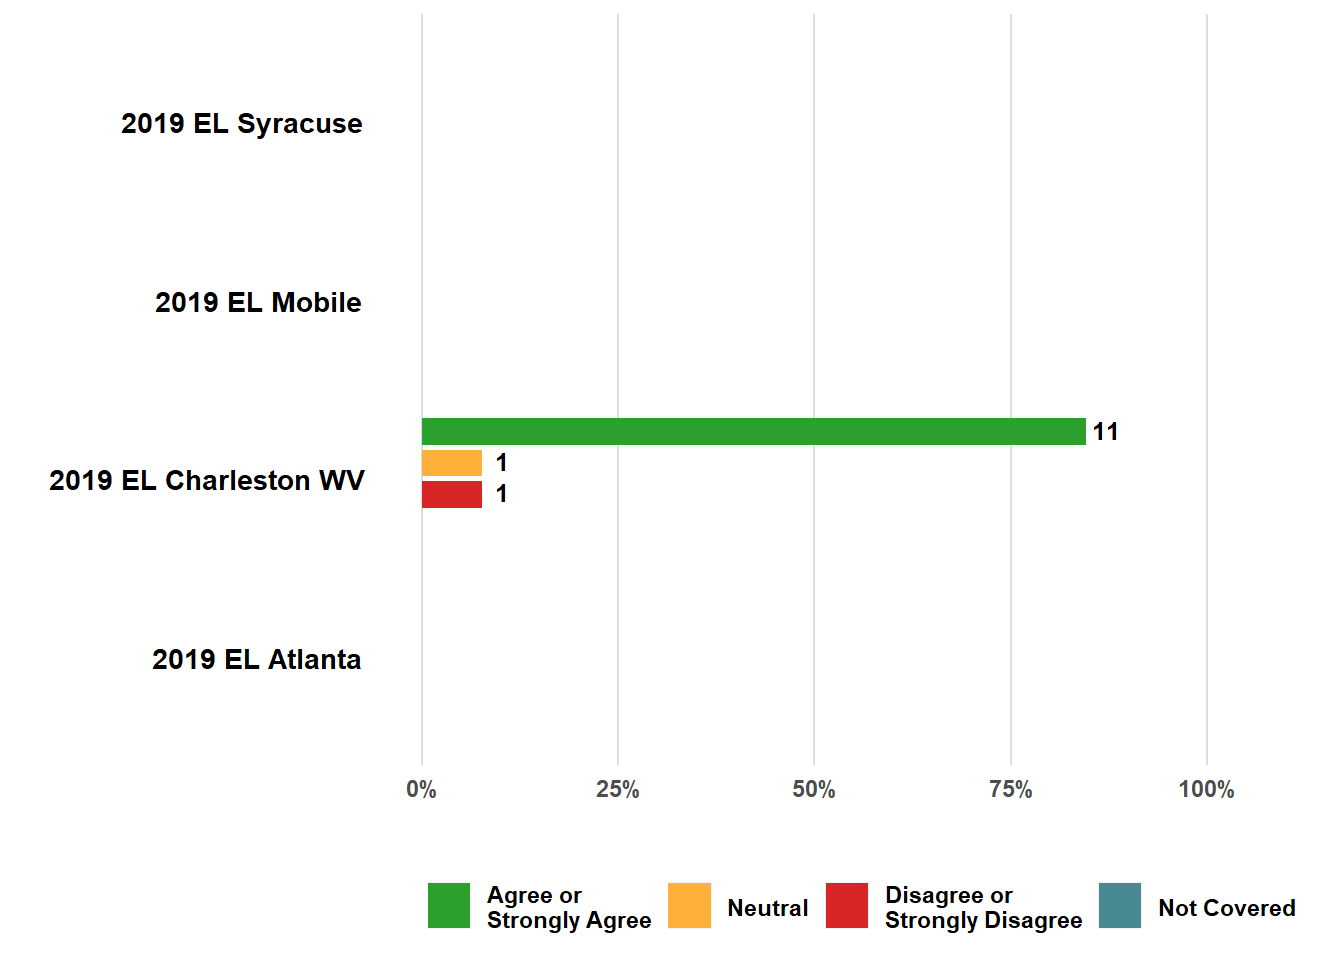 2019 EL Syracuse
2019 EL Mobile
11
1
2019 EL Charleston WV
1
2019 EL Atlanta
0% 25% 50% 75% 100%
Agree or
Strongly Agree
Neutral
Disagree or
Strongly Disagree
Not Covered